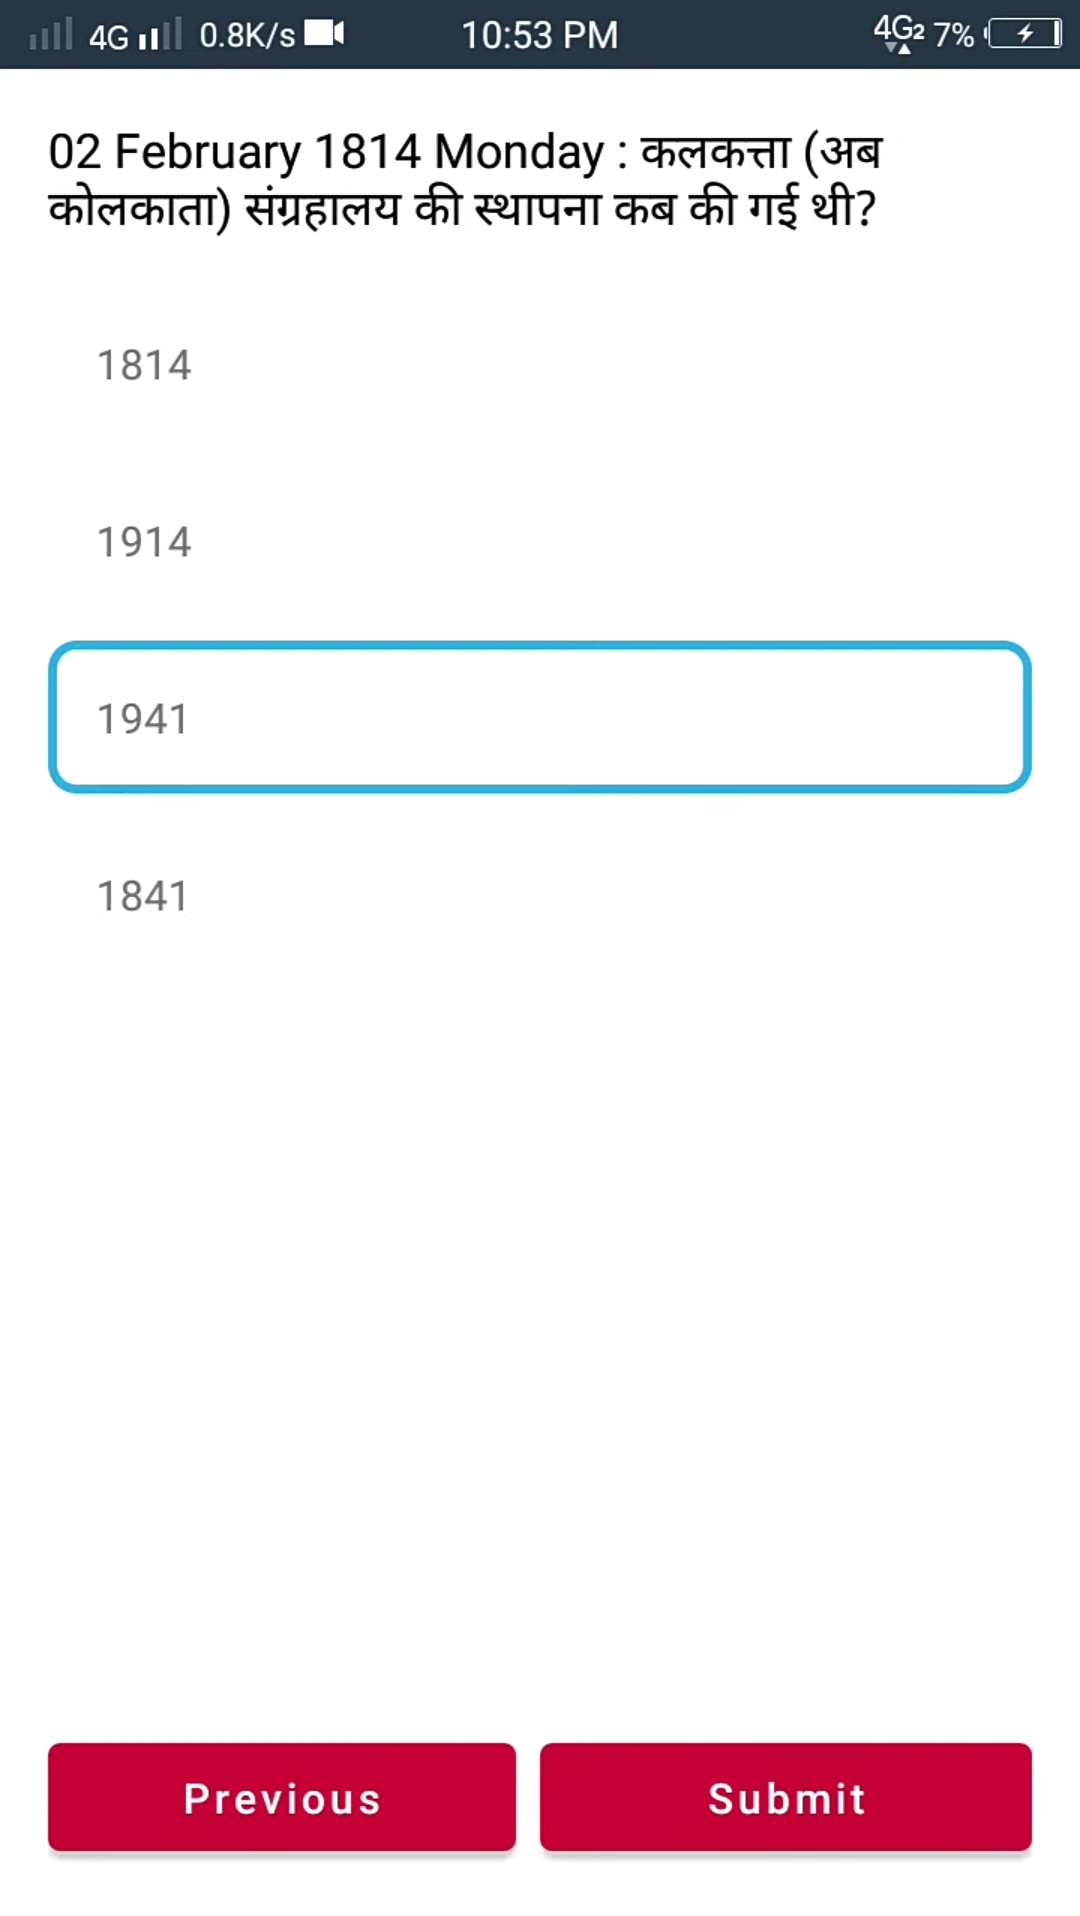 4G 0.8K/s 10:53 PM 4G2 7%
02 February 1814 Monday : कलकत्ता (अब
कोलकाता) संग्रहालय की स्थापना कब की गई थी?
1814
1914
1941
1841
Previous Submit